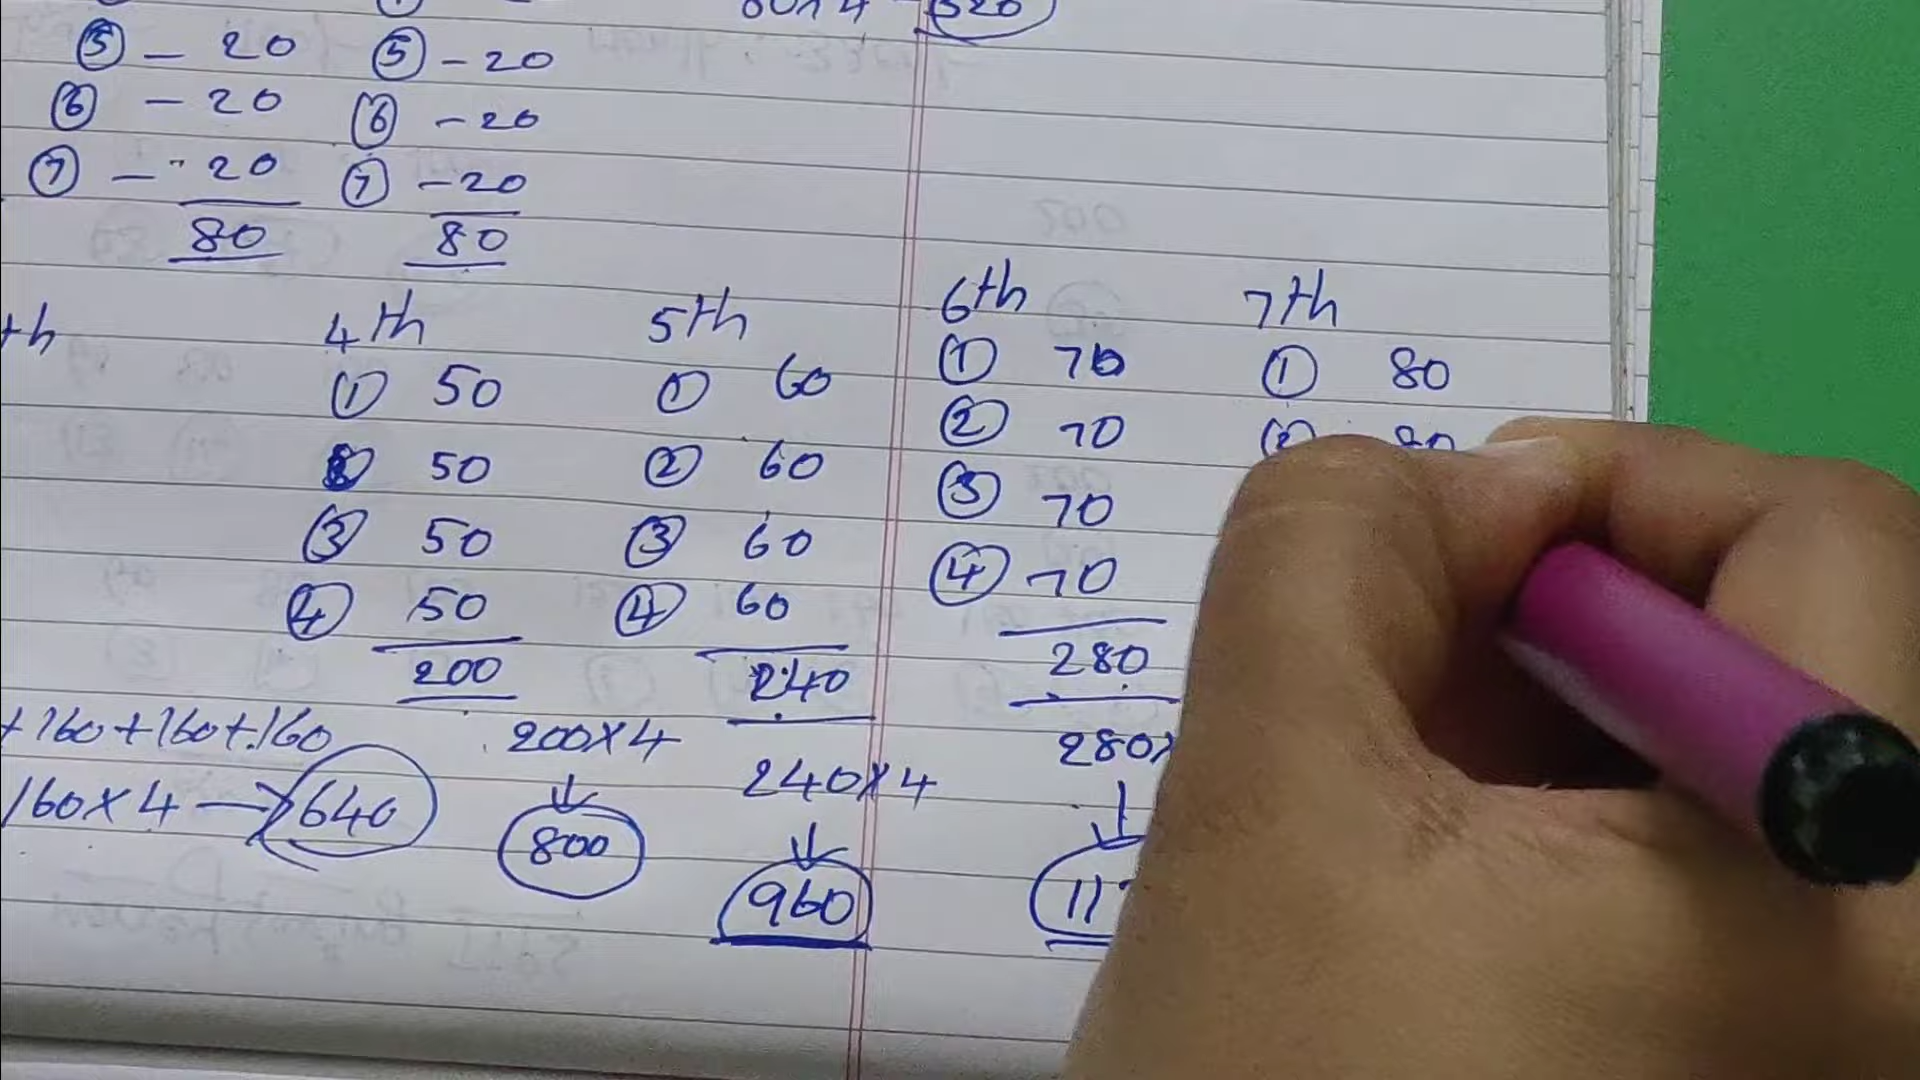 ⑤ - 20 ⑤ - 20
⑥ - 20 ⑥ - 20
⑦ - 20 ⑦ - 20
80 80
th 4th 5th 6th 7th
① 50 ① 60 ① 70 ① 80
50 ② 60 ② 70 ② 80
③ 50 ③ 60 ③ 70
④ 50 ④ 60 ④ 70
200 240 280
+160+160+160 200×4 240×4 280×
160×4 → 640 800 960 11